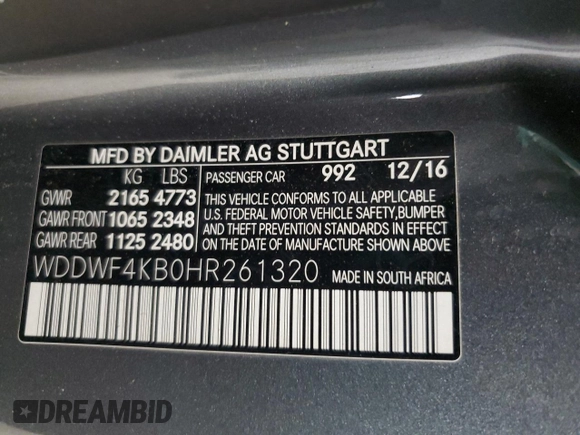 MFD BY DAIMLER AG STUTTGART
KG LBS
GVWR 2165 4773
GAWR FRONT 1065 2348
GAWR REAR 1125 2480
PASSENGER CAR 992 12/16
THIS VEHICLE CONFORMS TO ALL APPLICABLE
U.S. FEDERAL MOTOR VEHICLE SAFETY,BUMPER
AND THEFT PREVENTION STANDARDS IN EFFECT
ON THE DATE OF MANUFACTURE SHOWN ABOVE.
WDDWF4KB0HR261320 MADE IN SOUTH AFRICA
DREAMBID